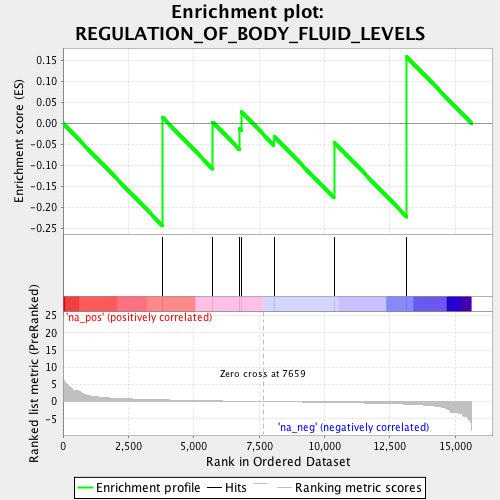 Enrichment plot:
REGULATION_OF_BODY_FLUID_LEVELS
Enrichment score (ES)
0.15
0.10
0.05
0.00
-0.05
-0.10
-0.15
-0.20
-0.25
'na_pos' (positively correlated)
Ranked list metric (PreRanked)
25
20
15
10
5
0
-5
Zero cross at 7659
'na_neg' (negatively correlated)
0
2,500
5,000
7,500
10,000
12,500
15,000
Rank in Ordered Dataset
Enrichment profile
Hits
Ranking metric scores